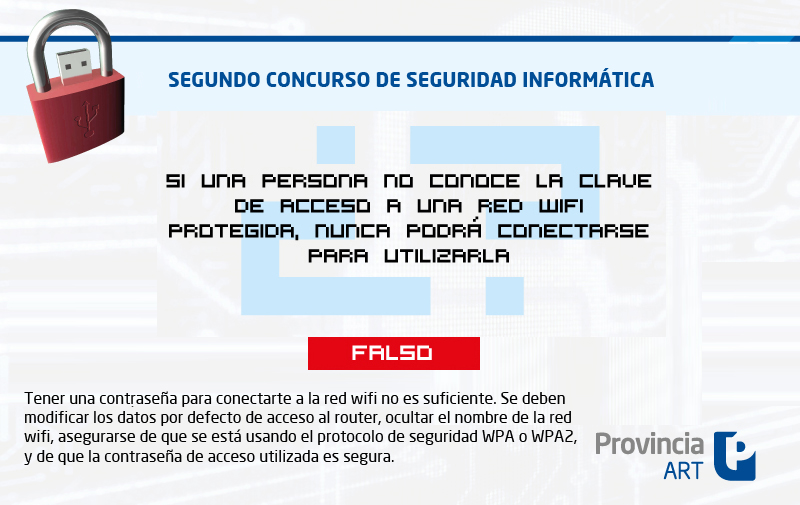 SEGUNDO CONCURSO DE SEGURIDAD INFORMÁTICA
SI UNA PERSONA NO CONOCE LA CLAVE
DE ACCESO A UNA RED WIFI
PROTEGIDA, NUNCA PODRÁ CONECTARSE
PARA UTILIZARLA
FALSO
Tener una contraseña para conectarte a la red wifi no es suficiente. Se deben
modificar los datos por defecto de acceso al router, ocultar el nombre de la red
wifi, asegurarse de que se está usando el protocolo de seguridad WPA o WPA2,
y de que la contraseña de acceso utilizada es segura.
Provincia
ART